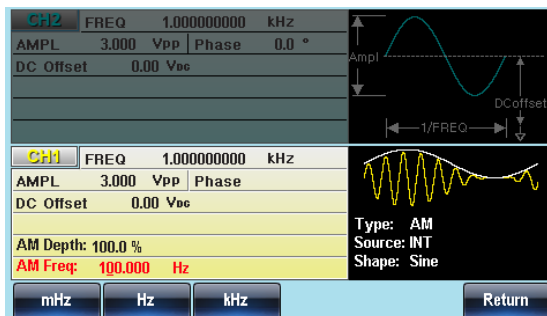 CH2 FREQ 1.000000000 kHz
AMPL 3.000 Vpp Phase 0.0 °
DC Offset 0.00 VDC
Ampl
DCoffset
1/FREQ
CH1 FREQ 1.000000000 kHz
AMPL 3.000 Vpp Phase
DC Offset 0.00 VDC
AM Depth: 100.0 %
AM Freq: 100.000 Hz
Type: AM
Source: INT
Shape: Sine
mHz Hz kHz Return